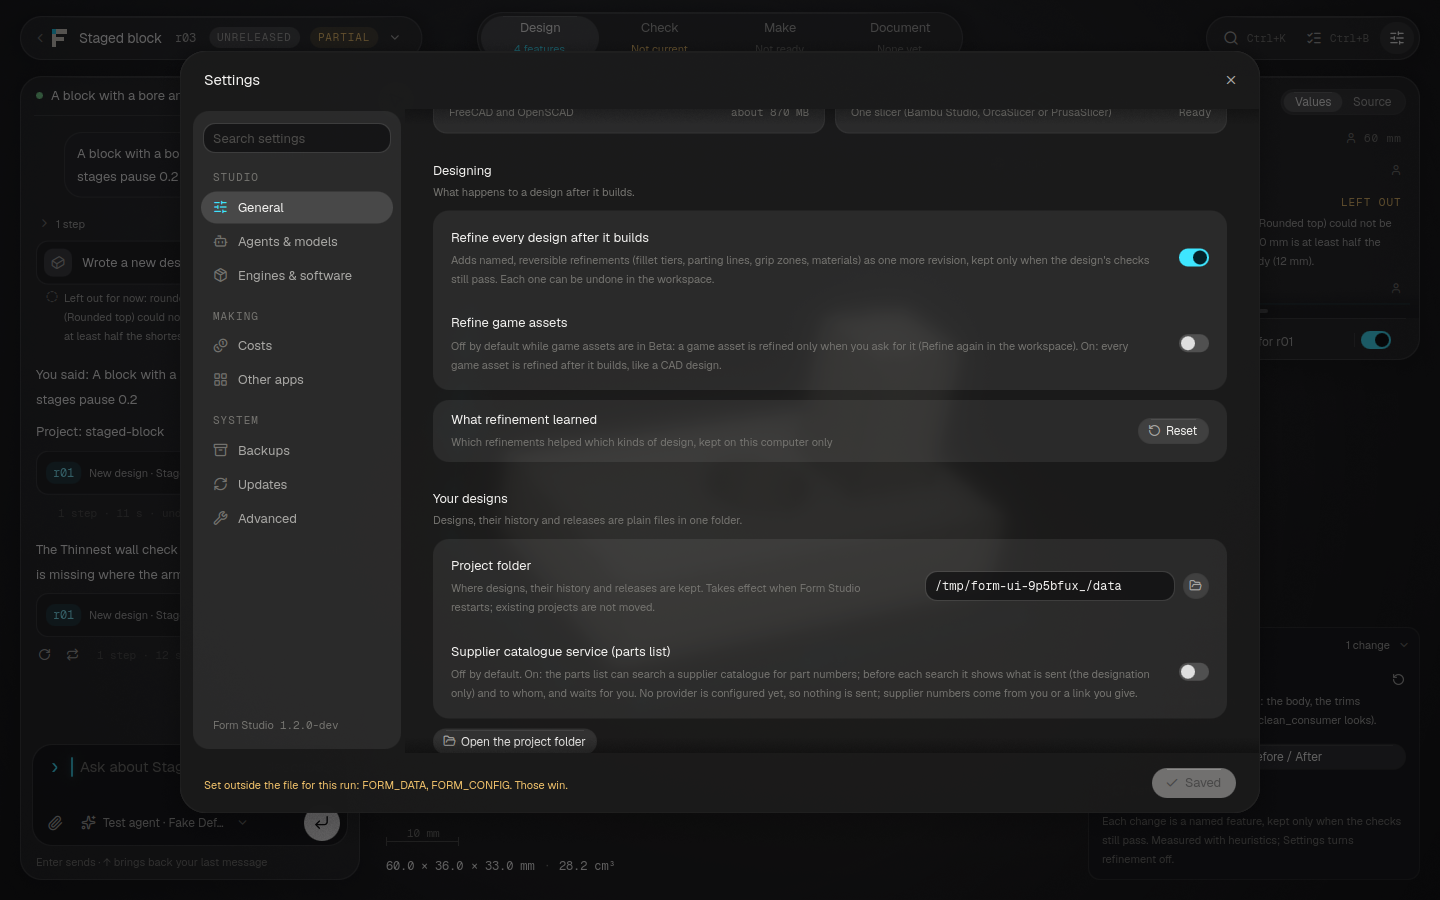 Staged block r03 UNRELEASED PARTIAL
Design
4 features
Check
Not current
Make
Not ready
Document
None yet
Ctrl+K
Ctrl+B
A block with a bore
A block with a bo
stages pause 0.2
1 step
Wrote a new des
Left out for now:
(Rounded top) could no
at least half the
You said: A block with a
stages pause 0.2
Project: staged-block
r01 New design · Stag
1 step · 11 s
The Thinnest wall check
is missing where the
r01 New design · Stag
1 step · 12
Ask about Stag
Test agent · Fake Def...
Enter sends · ↑ brings back your last message
Settings
Search settings
STUDIO
General
Agents & models
Engines & software
MAKING
Costs
Other apps
SYSTEM
Backups
Updates
Advanced
Form Studio 1.2.0-dev
FreeCAD and OpenSCAD about 870 MB
One slicer (Bambu Studio, OrcaSlicer or PrusaSlicer) Ready
Designing
What happens to a design after it builds.
Refine every design after it builds
Adds named, reversible refinements (fillet tiers, parting lines, grip zones, materials) as one more revision, kept only when the design's checks
still pass. Each one can be undone in the workspace.
Refine game assets
Off by default while game assets are in Beta: a game asset is refined only when you ask for it (Refine again in the workspace). On: every
game asset is refined after it builds, like a CAD design.
What refinement learned
Which refinements helped which kinds of design, kept on this computer only
Reset
Your designs
Designs, their history and releases are plain files in one folder.
Project folder
Where designs, their history and releases are kept. Takes effect when Form Studio
restarts; existing projects are not moved.
/tmp/form-ui-9p5bfux_/data
Supplier catalogue service (parts list)
Off by default. On: the parts list can search a supplier catalogue for part numbers; before each search it shows what is sent (the designation
only) and to whom, and waits for you. No provider is configured yet, so nothing is sent; supplier numbers come from you or a link you give.
Open the project folder
Set outside the file for this run: FORM_DATA, FORM_CONFIG. Those win.
Saved
Values Source
60 mm
LEFT OUT
Rounded top) could not be
0 mm is at least half the
dy (12 mm).
for r01
1 change
: the body, the trims
clean_consumer looks).
efore / After
Each change is a named feature, kept only when the checks
still pass. Measured with heuristics; Settings turns
refinement off.
10 mm
60.0 × 36.0 × 33.0 mm · 28.2 cm³